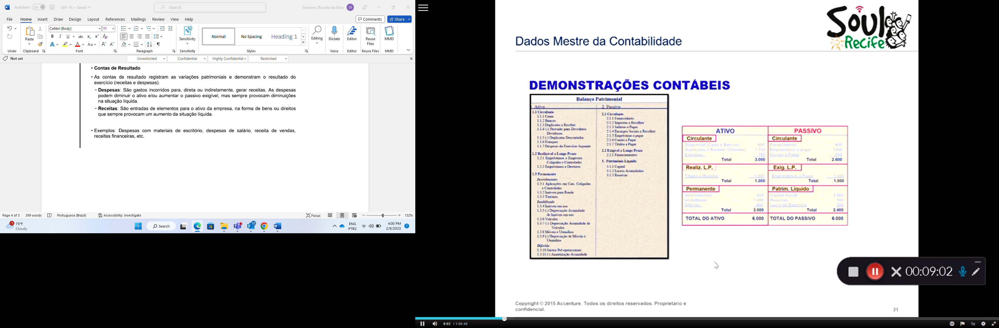 AutoSave On SAP -FI • Saved Search Severino, Ricardo da Silva SR
File Home Insert Draw Design Layout References Mailings Review View Help Comments Share
Undo
Paste
Clipboard
Calibri (Body) 11
Font
Paragraph
Sensitivity
Sensitivity
Normal No Spacing Heading 1
Styles
Editing
Dictate
Voice
Editor
Editor
Reuse Files
Reuse Files
MMD
MMD
Not set Unrestricted Confidential Highly Confidential Restricted
• Contas de Resultado
• As contas de resultado registram as variações patrimoniais e demonstram o resultado do
exercício (receitas e despesas).
– Despesas: São gastos incorridos para, direta ou indiretamente, gerar receitas. As despesas
podem diminuir o ativo e/ou aumentar o passivo exigível, mas sempre provocam diminuições
na situação líquida.
– Receitas: São entradas de elementos para o ativo da empresa, na forma de bens ou direitos
que sempre provocam um aumento da situação líquida.
• Exemplos: Despesas com materiais de escritório, despesas de salário, receita de vendas,
receitas financeiras, etc.
Page 4 of 5 399 words Portuguese (Brazil) Accessibility: Investigate Focus 132%
1 75°F
Cloudy
Search
ENG
PTB2
4:00 PM
2/9/2023
7
Soul
Recife
Dados Mestre da Contabilidade
DEMONSTRAÇÕES CONTÁBEIS
Balanço Patrimonial
Ativo 2. Passivo
1.1 Circulante
1.1.1 Caixa
1.1.2 Bancos
1.1.3 Duplicatas a Receber
1.1.4 (-) Provisão para Devedores
Duvidosos
1.1.5 (-) Duplicatas Descontadas
1.1.6 Estoques
1.1.7 Despesas do Exercício Seguinte
1.2 Realizável a Longo Prazo
1.2.1 Empréstimos a Empresas
Coligadas e Controladas
1.2.2 Empréstimos a Diretores
1.3 Permanente
Investimentos
1.3.1 Aplicações em Cias. Coligadas
e Controladas
1.3.2 Imóveis para Renda
1.3.3 Terrenos
Imobilizado
1.3.4 Imóveis em uso
1.3.5 (-) Depreciação Acumulada
de Imóveis em uso
1.3.6 Veículos
1.3.7 (-) Depreciação Acumulada de
Veículos
1.3.8 Móveis e Utensílios
1.3.9 (-) Depreciação de Móveis e
Utensílios
Diferido
1.3.10 Gastos Pré-operacionais
1.3.11 (-) Amortização Acumulada
2.1 Circulante
2.1.1 Fornecedores
2.1.2 Impostos a Recolher
2.1.3 Salários a Pagar
2.1.4 Encargos Sociais a Recolher
2.1.5 Empréstimo a pagar
2.1.6 Contas a Pagar
2.1.7 Títulos a Pagar
2.2 Exigível a Longo Prazo
2.2.1 Financiamentos
3. Patrimônio Líquido
3.1.1 Capital
3.1.2 Lucros Acumulados
3.1.3 Reservas
ATIVO PASSIVO
Circulante Circulante
Disponível (Caixa e Bancos) 600 Fornecedores 600
Duplicatas a Receber (Clientes) 1.700 Empréstimos a pagar 1200
Estoques 700 Contas a Pagar 800
Total 3.000 Total 2.600
Realiz. L.P. Exig. L.P.
Títulos a Receber 1.000 Empréstimos a Pagar 1.000
Total 1.000 Total 1.000
Permanente Patrim. Líquido
Investimentos 600 Capital Social 2.000
Imobilizado 1.000 Reservas 100
Diferido 400 Lucro do Exercício 300
Total 2.000 Total 2.400
TOTAL DO ATIVO 6.000 TOTAL DO PASSIVO 6.000
00:09:02
Copyright © 2015 Accenture. Todos os direitos reservados. Proprietário e
confidencial.
31
9:02 / 1:00:40 1x